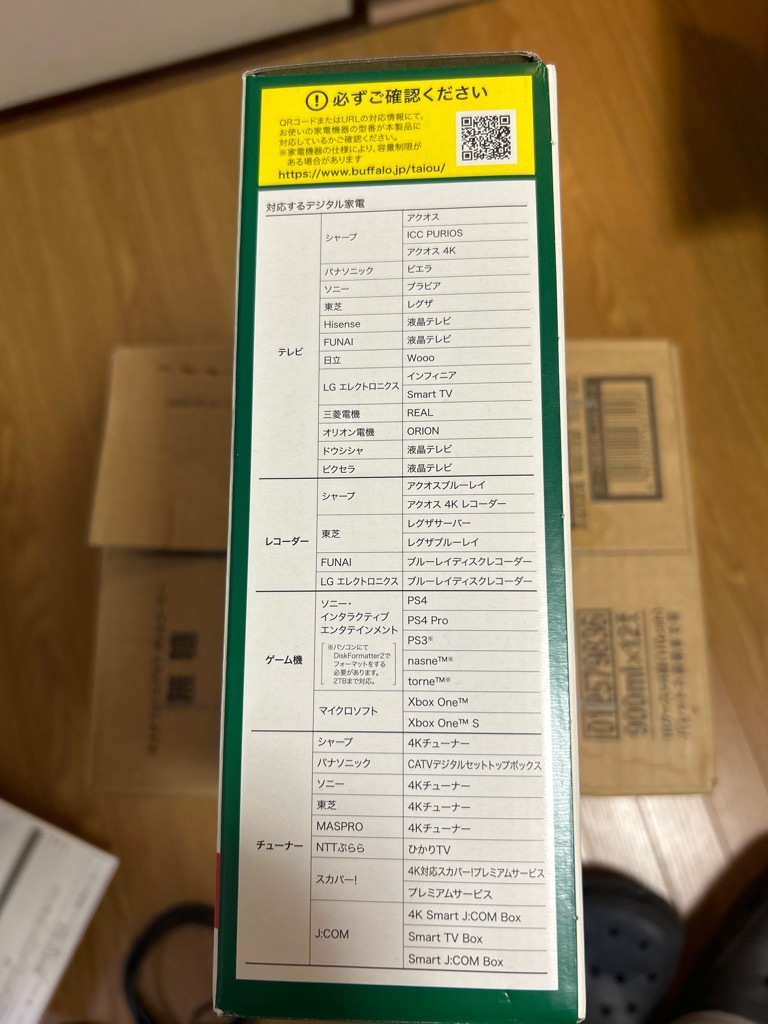 必ずご確認ください
QRコードまたはURLの対応情報にて、
お使いの家電機器の型番が本製品に
対応しているかご確認ください。
※家電機器の仕様により、容量制限が
ある場合があります
https://www.buffalo.jp/taiou/
対応するデジタル家電
テレビ
シャープ
アクオス
ICC PURIOS
アクオス 4K
パナソニック ビエラ
ソニー ブラビア
東芝 レグザ
Hisense 液晶テレビ
FUNAI 液晶テレビ
日立 Wooo
LG エレクトロニクス
インフィニア
Smart TV
三菱電機 REAL
オリオン電機 ORION
ドウシシャ 液晶テレビ
ピクセラ 液晶テレビ
レコーダー
シャープ
アクオスブルーレイ
アクオス 4K レコーダー
東芝
レグザサーバー
レグザブルーレイ
FUNAI ブルーレイディスクレコーダー
LG エレクトロニクス ブルーレイディスクレコーダー
ゲーム機
ソニー・
インタラクティブ
エンタテインメント
※パソコンにて
DiskFormatter2で
フォーマットをする
必要があります。
2TBまで対応。
PS4
PS4 Pro
PS3※
nasne™※
torne™※
マイクロソフト
Xbox One™
Xbox One™ S
チューナー
シャープ 4Kチューナー
パナソニック CATVデジタルセットトップボックス
ソニー 4Kチューナー
東芝 4Kチューナー
MASPRO 4Kチューナー
NTTぷらら ひかりTV
スカパー!
4K対応スカパー!プレミアムサービス
プレミアムサービス
J:COM
4K Smart J:COM Box
Smart TV Box
Smart J:COM Box
無糖
900ml×12本